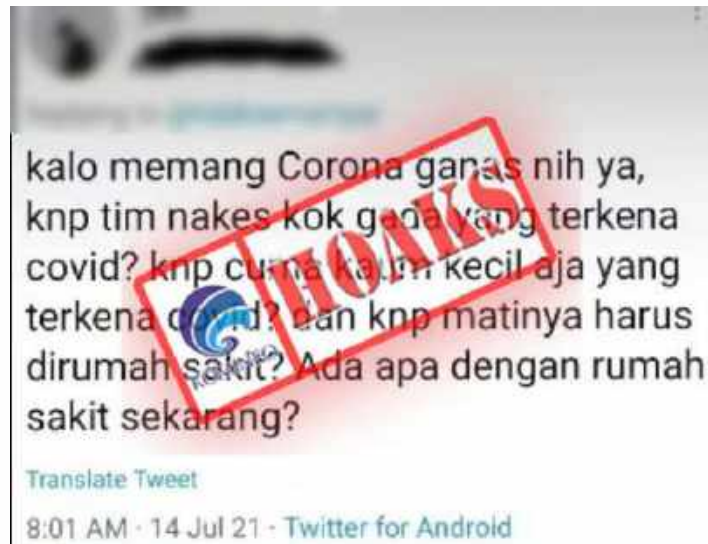 kalo memang Corona ganas nih ya,
knp tim nakes kok gada yang terkena
covid? knp cuma kaum kecil aja yang
terkena covid? dan knp matinya harus
dirumah sakit? Ada apa dengan rumah
sakit sekarang?
HOAKS
KOMINFO
Translate Tweet
8:01 AM · 14 Jul 21 · Twitter for Android